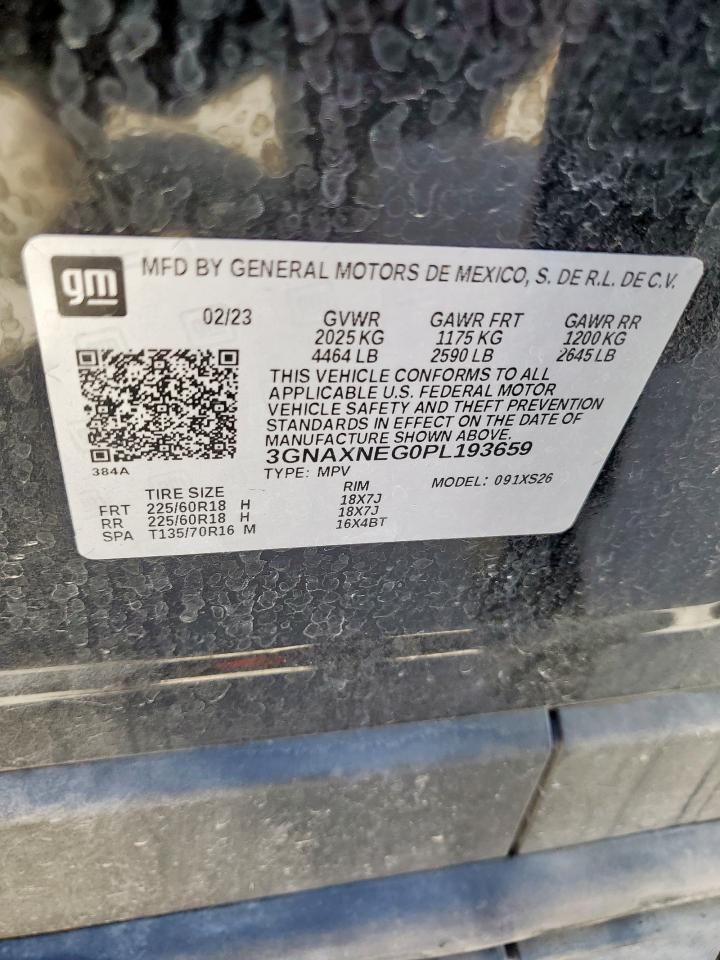 gm MFD BY GENERAL MOTORS DE MEXICO, S. DE R.L. DE C.V.
02/23 GVWR GAWR FRT GAWR RR
2025 KG 1175 KG 1200 KG
4464 LB 2590 LB 2645 LB
THIS VEHICLE CONFORMS TO ALL
APPLICABLE U.S. FEDERAL MOTOR
VEHICLE SAFETY AND THEFT PREVENTION
STANDARDS IN EFFECT ON THE DATE OF
MANUFACTURE SHOWN ABOVE.
3GNAXNEG0PL193659
384A
TYPE: MPV MODEL: 091XS26
TIRE SIZE RIM
FRT 225/60R18 H 18X7J
RR 225/60R18 H 18X7J
SPA T135/70R16 M 16X4BT